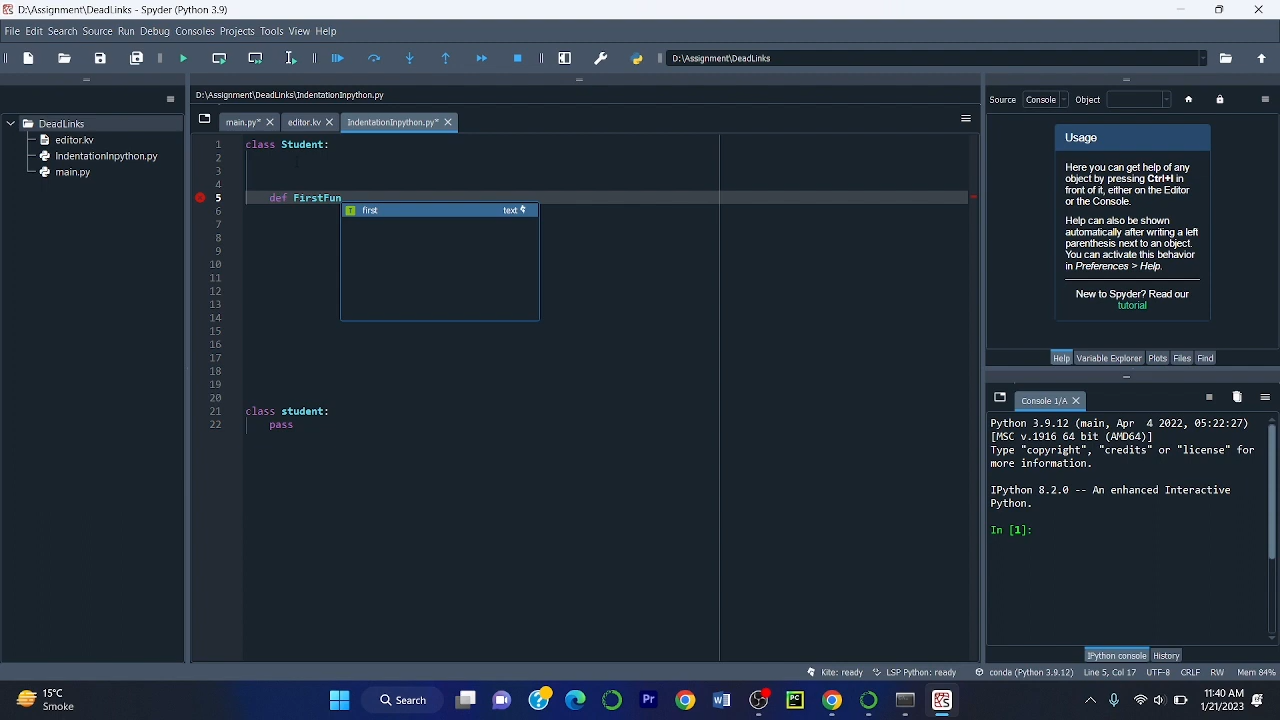 D:\Assignment\DeadLinks - Spyder (Python 3.9)
File Edit Search Source Run Debug Consoles Projects Tools View Help
D:\Assignment\DeadLinks
D:\Assignment\DeadLinks\IndentationInpython.py
Source Console Object
main.py* editor.kv IndentationInpython.py*
DeadLinks
editor.kv
IndentationInpython.py
main.py
1 class Student:
2
3
4
5 def FirstFun
first text
6
7
8
9
10
11
12
13
14
15
16
17
18
19
20
21 class student:
22 pass
Usage
Here you can get help of any
object by pressing Ctrl+I in
front of it, either on the Editor
or the Console.
Help can also be shown
automatically after writing a left
parenthesis next to an object.
You can activate this behavior
in Preferences > Help.
New to Spyder? Read our
tutorial
Help Variable Explorer Plots Files Find
Console 1/A
Python 3.9.12 (main, Apr 4 2022, 05:22:27)
[MSC v.1916 64 bit (AMD64)]
Type "copyright", "credits" or "license" for
more information.
IPython 8.2.0 -- An enhanced Interactive
Python.
In [1]:
IPython console History
Kite: ready LSP Python: ready conda (Python 3.9.12) Line 5, Col 17 UTF-8 CRLF RW Mem 84%
15°C
Smoke
Search
Pr
PC
11:40 AM
1/21/2023